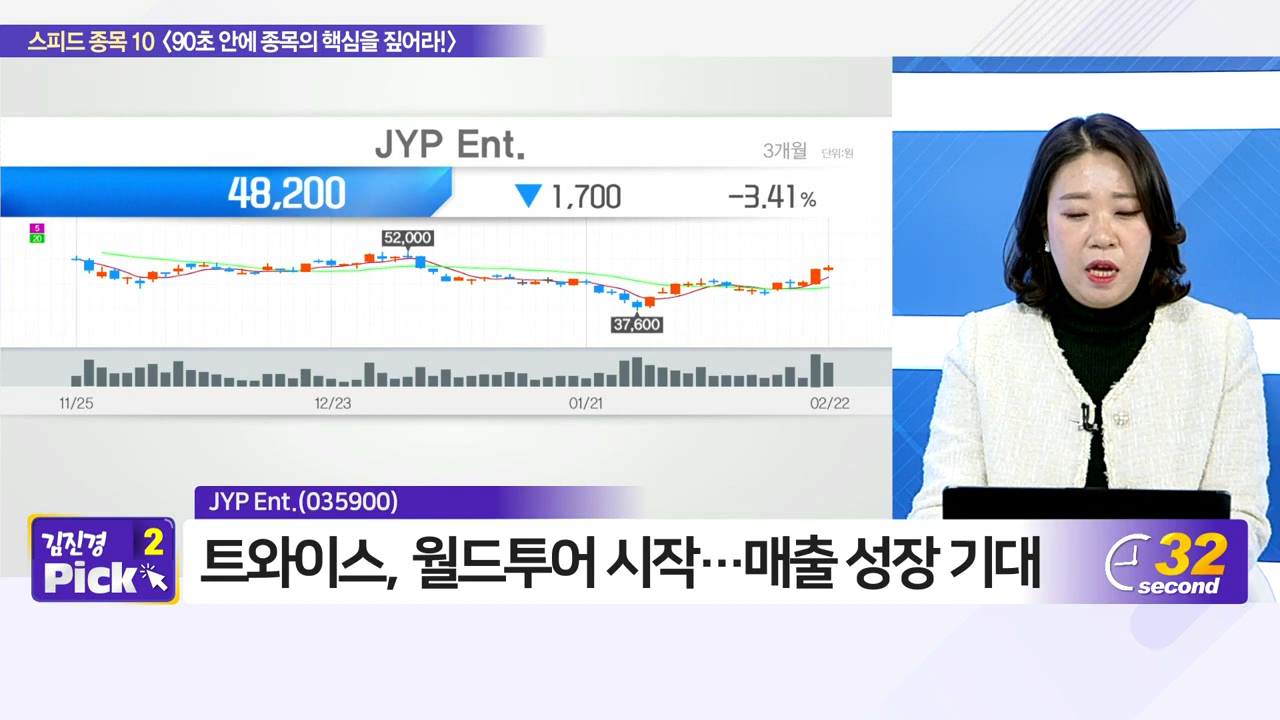 스피드 종목 10 <90초 안에 종목의 핵심을 짚어라!>
JYP Ent.
3개월 단위:원
48,200 ▼ 1,700 -3.41%
5
20
52,000
37,600
11/25 12/23 01/21 02/22
JYP Ent.(035900)
김진경 2
Pick
트와이스, 월드투어 시작…매출 성장 기대
32
second